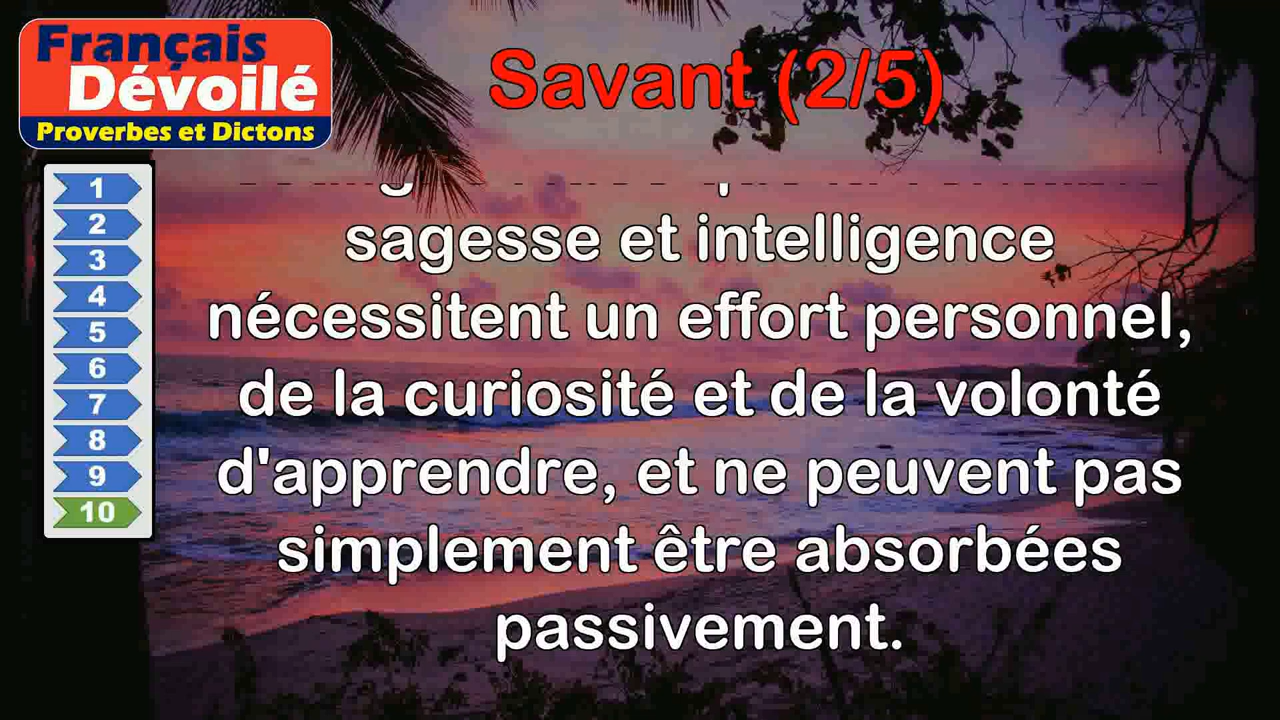 Français
Dévoilé
Proverbes et Dictons
Savant (2/5)
1
2
3
4
5
6
7
8
9
10
sagesse et intelligence
nécessitent un effort personnel,
de la curiosité et de la volonté
d'apprendre, et ne peuvent pas
simplement être absorbées
passivement.